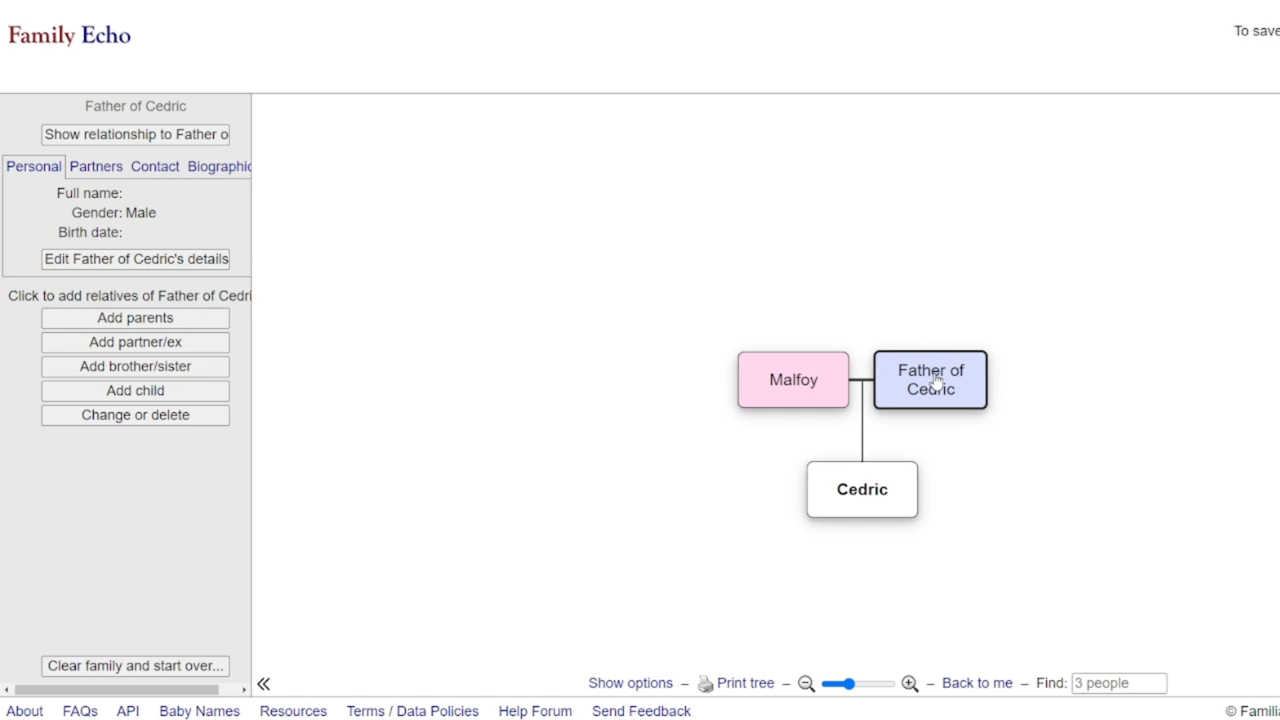 Family Echo
To save
Father of Cedric
Show relationship to Father o
Personal Partners Contact Biographic
Full name:
Gender: Male
Birth date:
Edit Father of Cedric's details
Click to add relatives of Father of Cedri
Add parents
Add partner/ex
Add brother/sister
Add child
Change or delete
Malfoy
Father of
Cedric
Cedric
Clear family and start over...
Show options – Print tree – – Back to me – Find: 3 people
About FAQs API Baby Names Resources Terms / Data Policies Help Forum Send Feedback © Famili